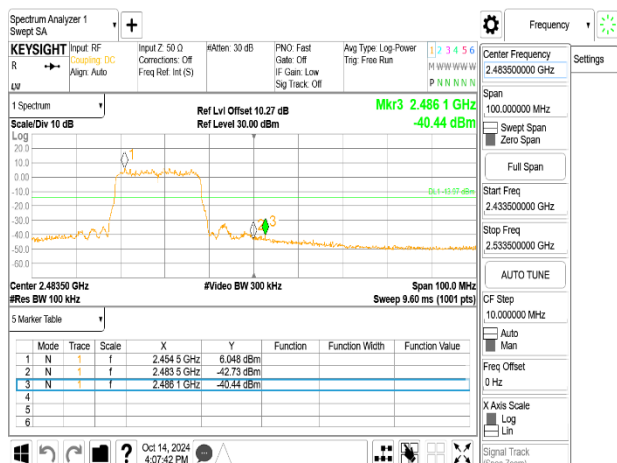 Spectrum Analyzer 1
Swept SA
Frequency
KEYSIGHT
Input: RF
Coupling: DC
Align: Auto
Input Z: 50 Ω
Corrections: Off
Freq Ref: Int (S)
#Atten: 30 dB
PNO: Fast
Gate: Off
IF Gain: Low
Sig Track: Off
Avg Type: Log-Power
Trig: Free Run
1 2 3 4 5 6
M W W W W W
P N N N N N
R
Center Frequency
2.483500000 GHz
Settings
Span
100.000000 MHz
Swept Span
Zero Span
Full Span
Start Freq
2.433500000 GHz
Stop Freq
2.533500000 GHz
AUTO TUNE
CF Step
10.000000 MHz
Auto
Man
Freq Offset
0 Hz
X Axis Scale
Log
Lin
Signal Track
1 Spectrum
Scale/Div 10 dB
Ref Lvl Offset 10.27 dB
Ref Level 30.00 dBm
Mkr3 2.486 1 GHz
-40.44 dBm
Log
20.0
10.0
0.00
-10.0
-20.0
-30.0
-40.0
-50.0
-60.0
1
2
3
DL1 -13.97 dBm
Center 2.48350 GHz
#Res BW 100 kHz
#Video BW 300 kHz
Span 100.0 MHz
Sweep 9.60 ms (1001 pts)
5 Marker Table
Mode Trace Scale X Y Function Function Width Function Value
1 N 1 f 2.454 5 GHz 6.048 dBm
2 N 1 f 2.483 5 GHz -42.73 dBm
3 N 1 f 2.486 1 GHz -40.44 dBm
4
5
6
Oct 14, 2024
4:07:42 PM